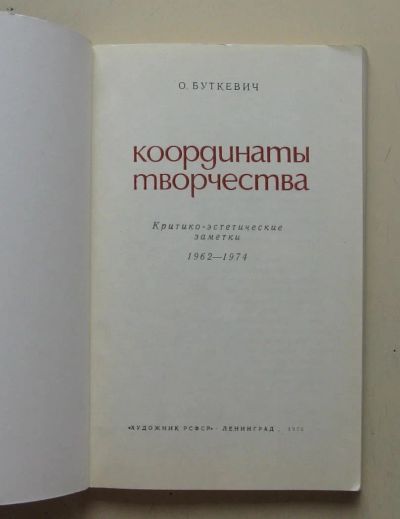 О. БУТКЕВИЧ
координаты
творчества
Критико-эстетические
заметки
1962—1974
«ХУДОЖНИК РСФСР» · ЛЕНИНГРАД ·